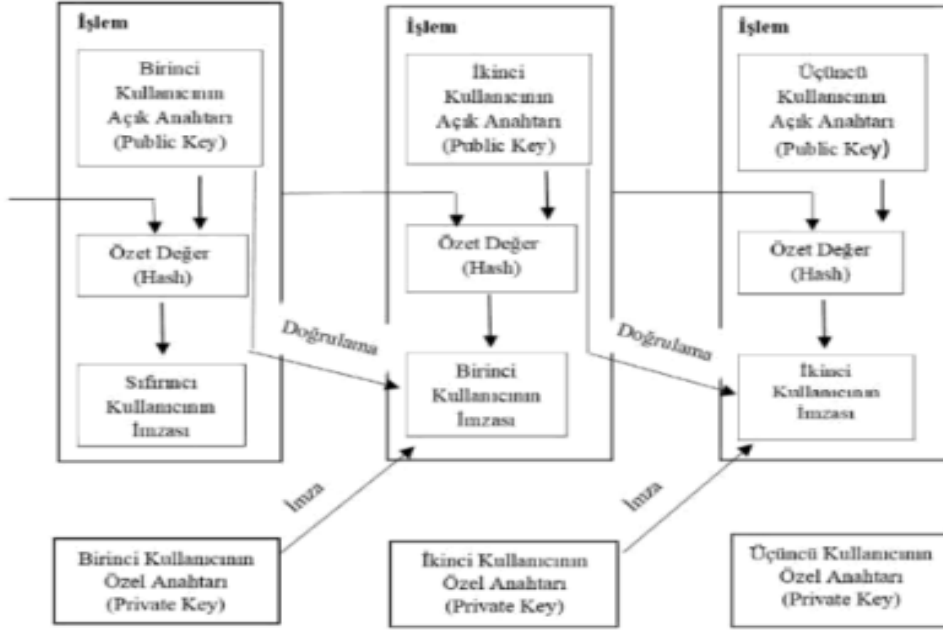 İşlem
Birinci
Kullanıcının
Açık Anahtarı
(Public Key)
Özet Değer
(Hash)
Sıfırıncı
Kullanıcının
İmzası
İşlem
İkinci
Kullanıcının
Açık Anahtarı
(Public Key)
Özet Değer
(Hash)
Birinci
Kullanıcının
İmzası
İşlem
Üçüncü
Kullanıcının
Açık Anahtarı
(Public Key)
Özet Değer
(Hash)
İkinci
Kullanıcının
İmzası
Doğrulama
Doğrulama
İmza
İmza
Birinci Kullanıcının
Özel Anahtarı
(Private Key)
İkinci Kullanıcının
Özel Anahtarı
(Private Key)
Üçüncü Kullanıcının
Özel Anahtarı
(Private Key)